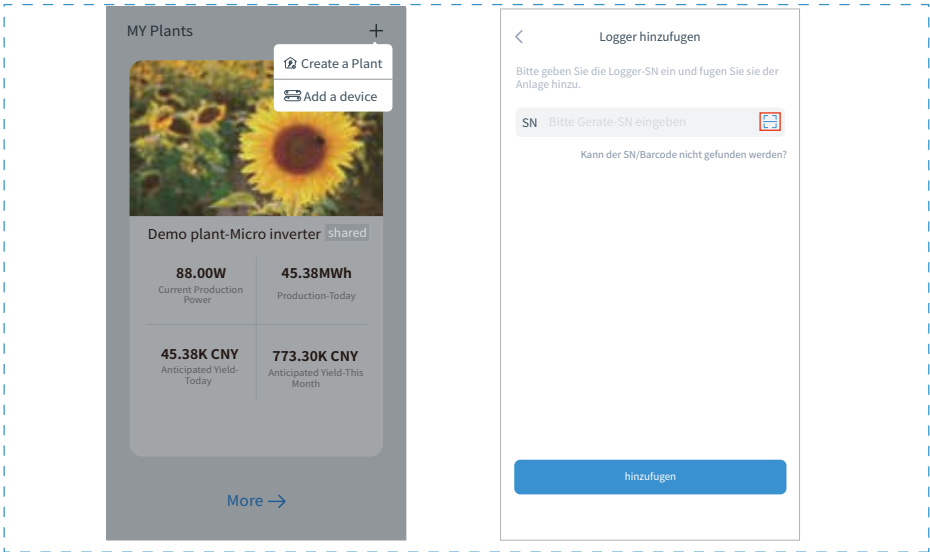 MY Plants
Create a Plant
Add a device
Demo plant-Micro inverter shared
88.00W
Current Production
Power
45.38MWh
Production-Today
45.38K CNY
Anticipated Yield-
Today
773.30K CNY
Anticipated Yield-This
Month
More
Logger hinzufugen
Bitte geben Sie die Logger-SN ein und fugen Sie sie der
Anlage hinzu.
SN Bitte Gerate-SN eingeben
Kann der SN/Barcode nicht gefunden werden?
hinzufugen